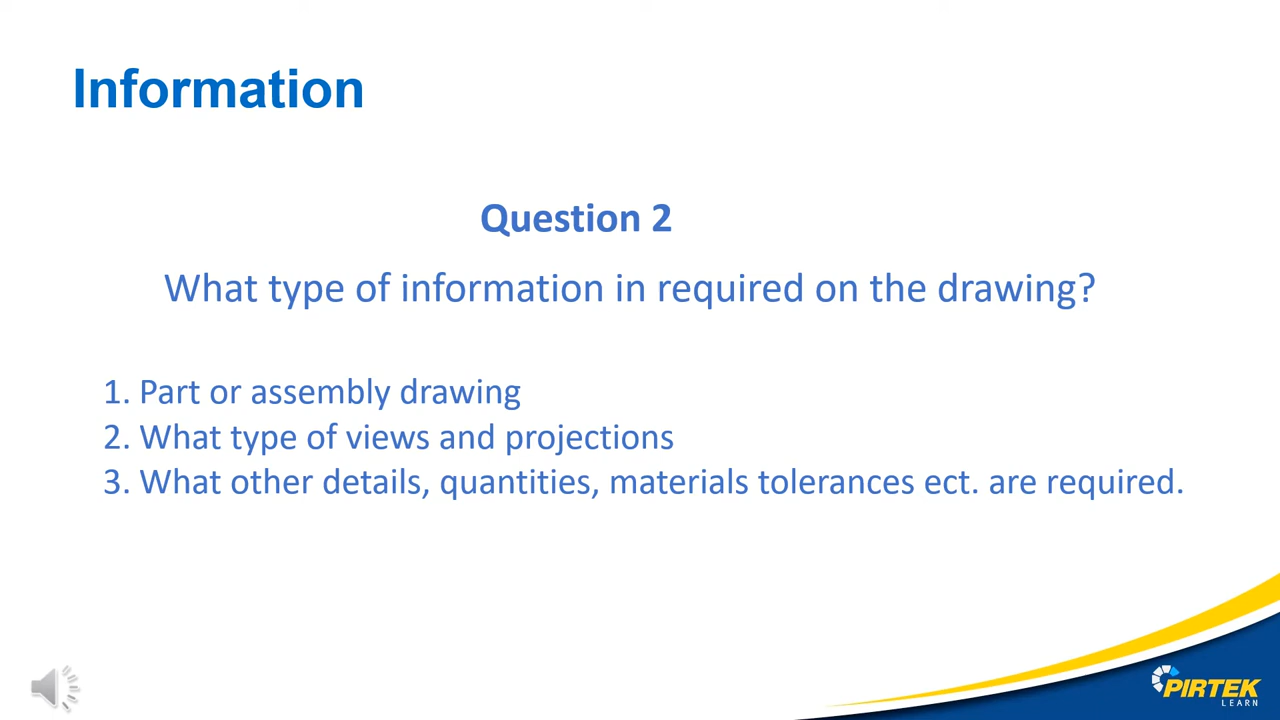 Information
Question 2
What type of information in required on the drawing?
1. Part or assembly drawing
2. What type of views and projections
3. What other details, quantities, materials tolerances ect. are required.
PIRTEK
LEARN